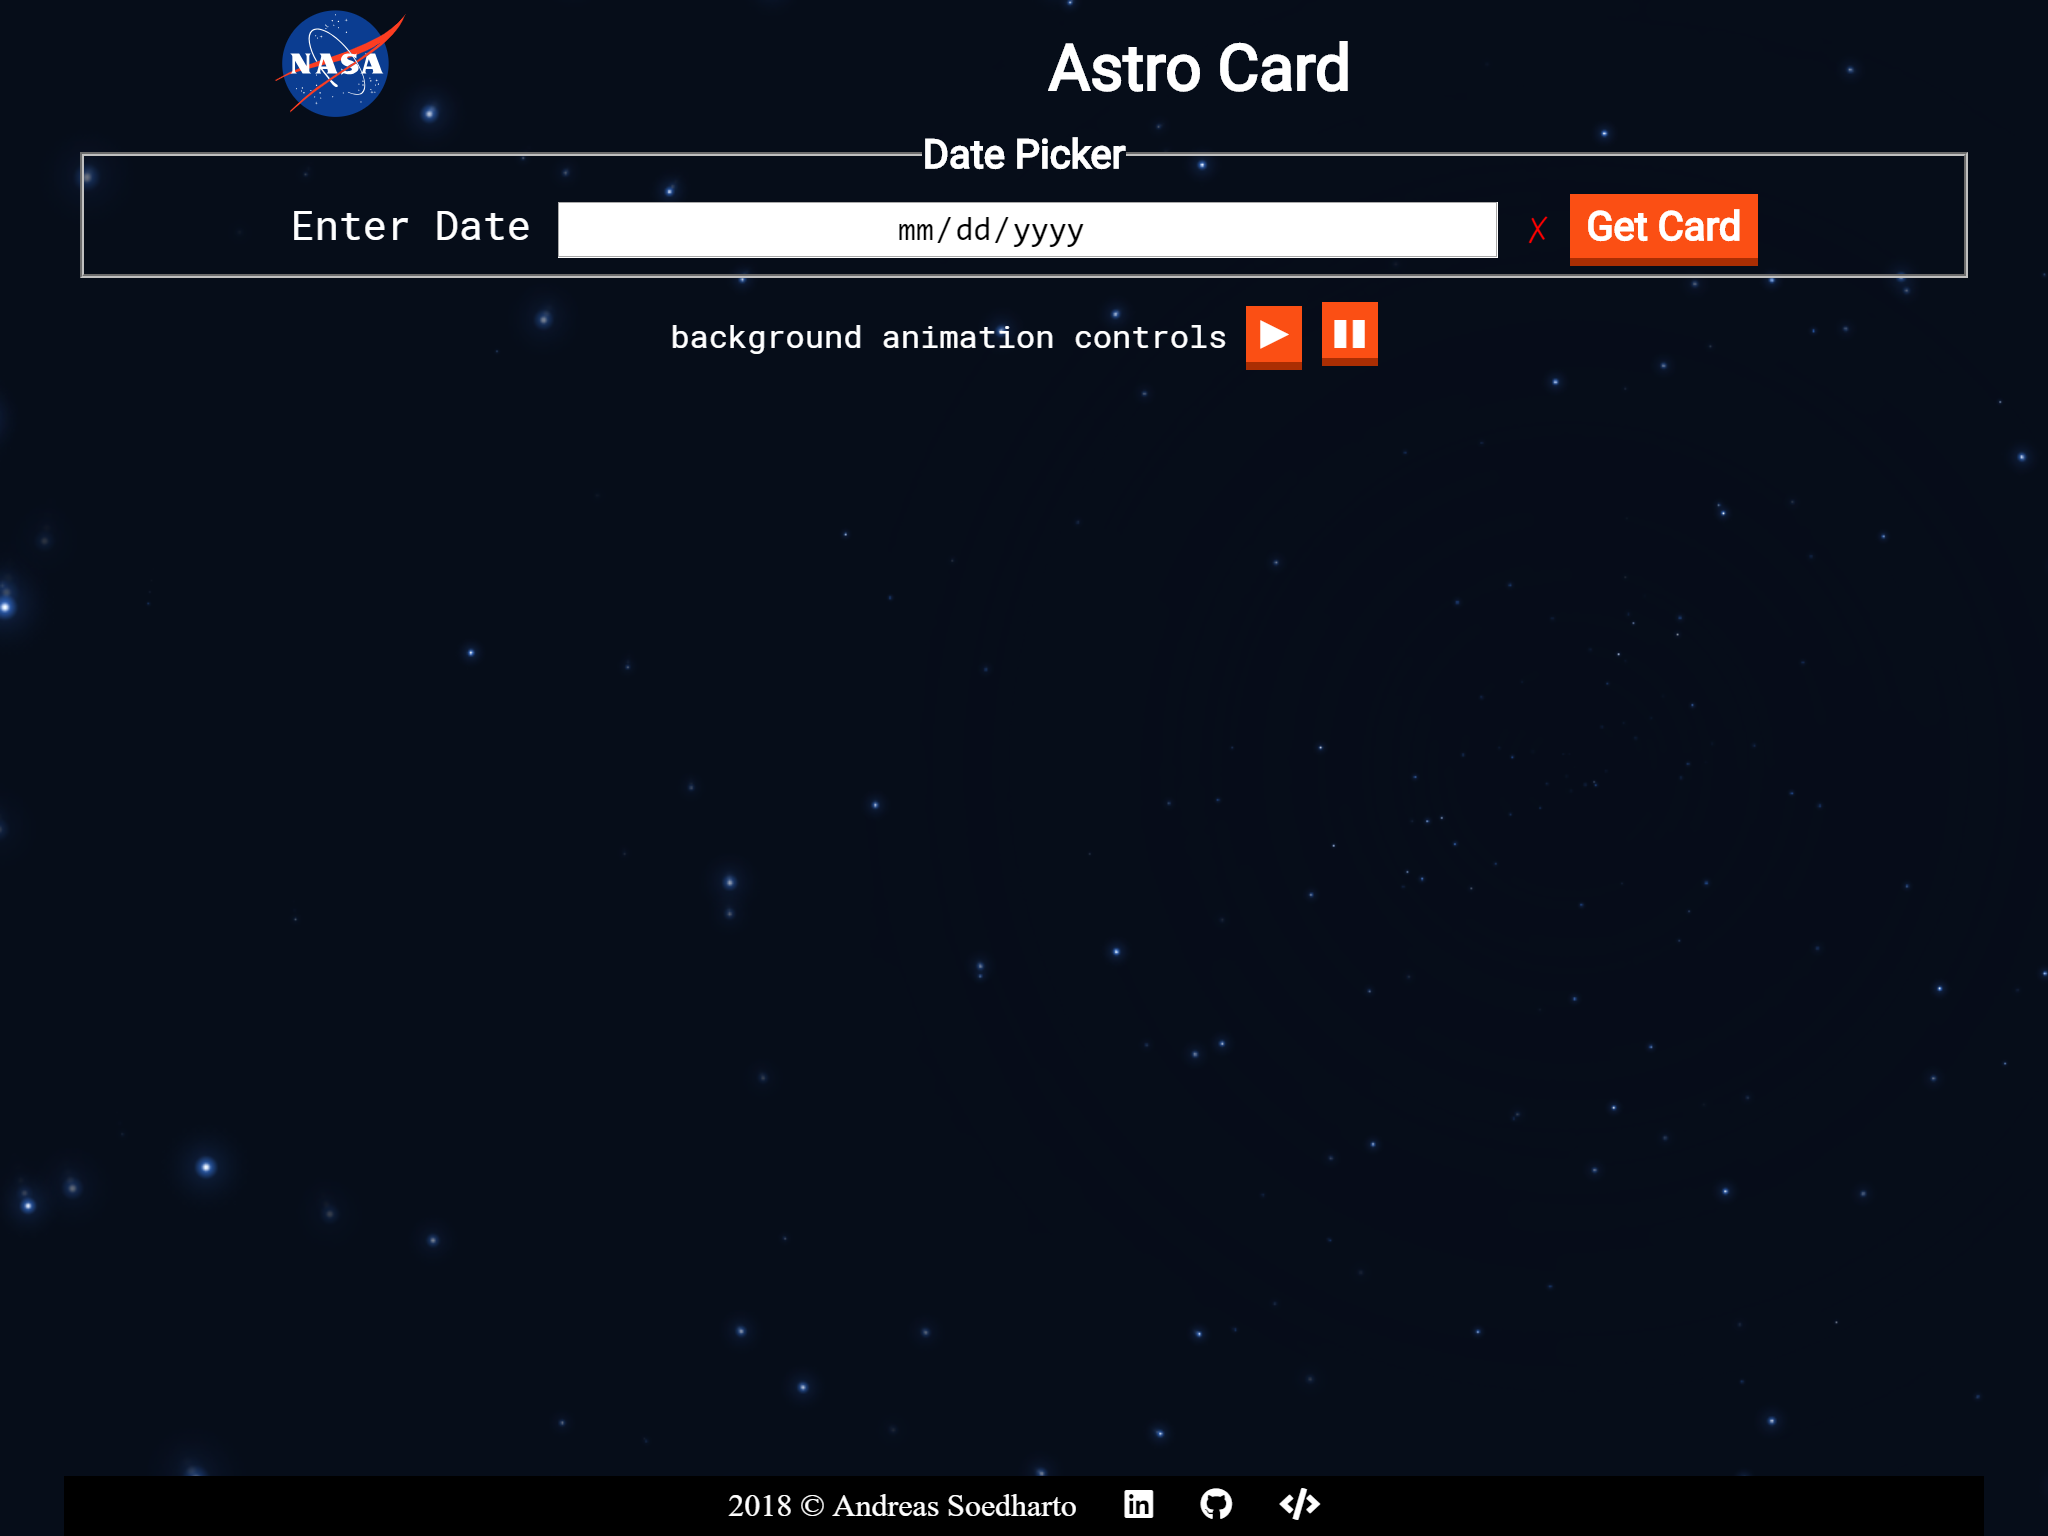 NASA
Astro Card
Date Picker
Enter Date mm/dd/yyyy ✗ Get Card
background animation controls
2018 © Andreas Soedharto